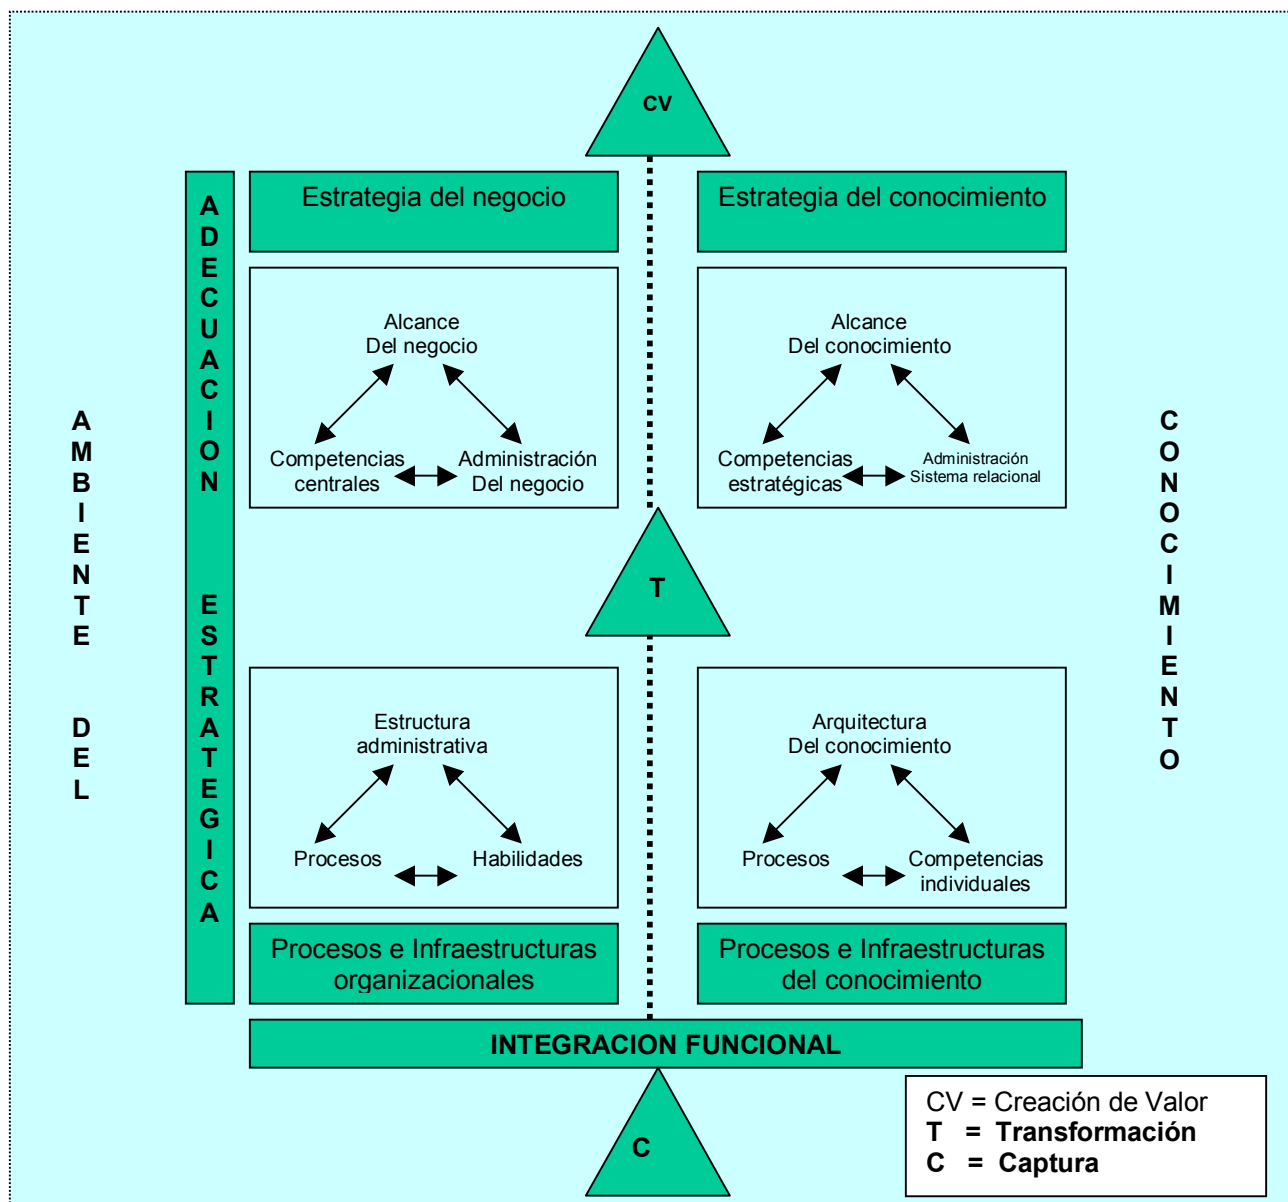 CV
Estrategia del negocio
Estrategia del conocimiento
ADECUACION ESTRATEGICA
Alcance
Del negocio
Competencias
centrales
Administración
Del negocio
Alcance
Del conocimiento
Competencias
estratégicas
Administración
Sistema relacional
AMBIENTE DEL
CONOCIMIENTO
T
Estructura
administrativa
Procesos
Habilidades
Arquitectura
Del conocimiento
Procesos
Competencias
individuales
Procesos e Infraestructuras
organizacionales
Procesos e Infraestructuras
del conocimiento
INTEGRACION FUNCIONAL
C
CV = Creación de Valor
T = Transformación
C = Captura